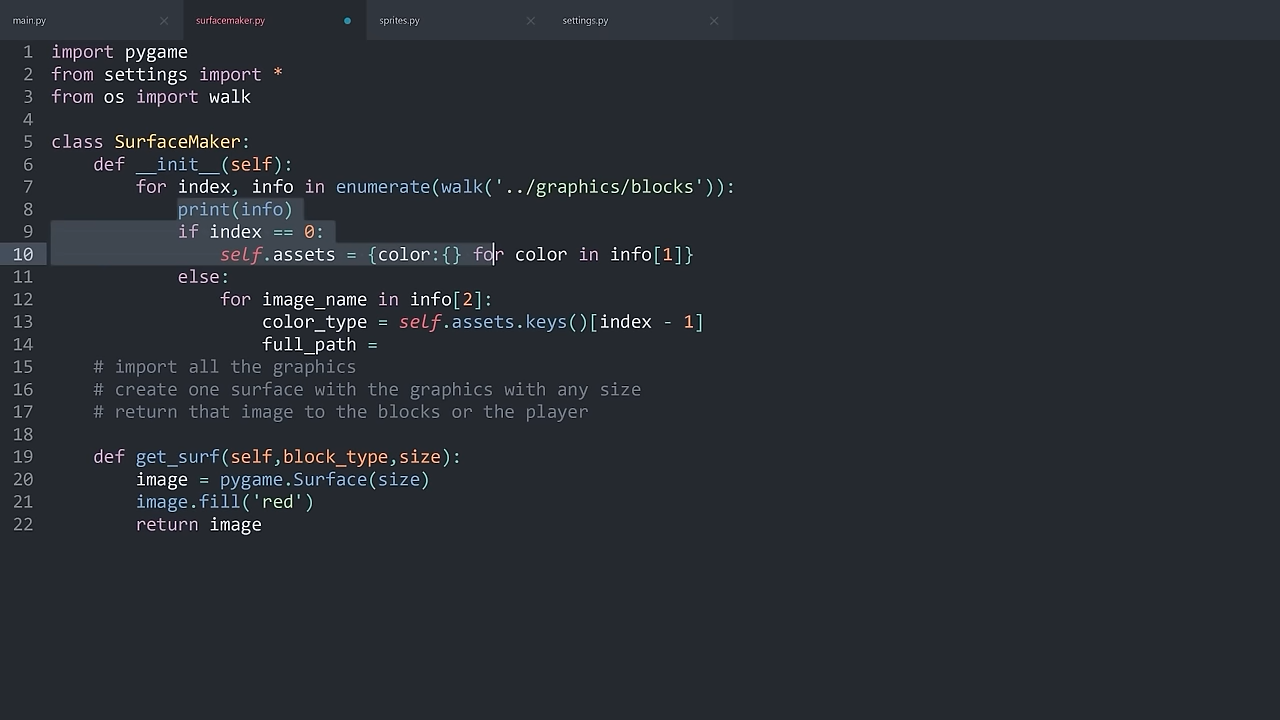 main.py
surfacemaker.py
sprites.py
settings.py
1 import pygame
2 from settings import *
3 from os import walk
4
5 class SurfaceMaker:
6     def __init__(self):
7         for index, info in enumerate(walk('../graphics/blocks')):
8             print(info)
9             if index == 0:
10                 self.assets = {color:{} for color in info[1]}
11             else:
12                 for image_name in info[2]:
13                     color_type = self.assets.keys()[index - 1]
14                     full_path =
15     # import all the graphics
16     # create one surface with the graphics with any size
17     # return that image to the blocks or the player
18
19     def get_surf(self,block_type,size):
20         image = pygame.Surface(size)
21         image.fill('red')
22         return image